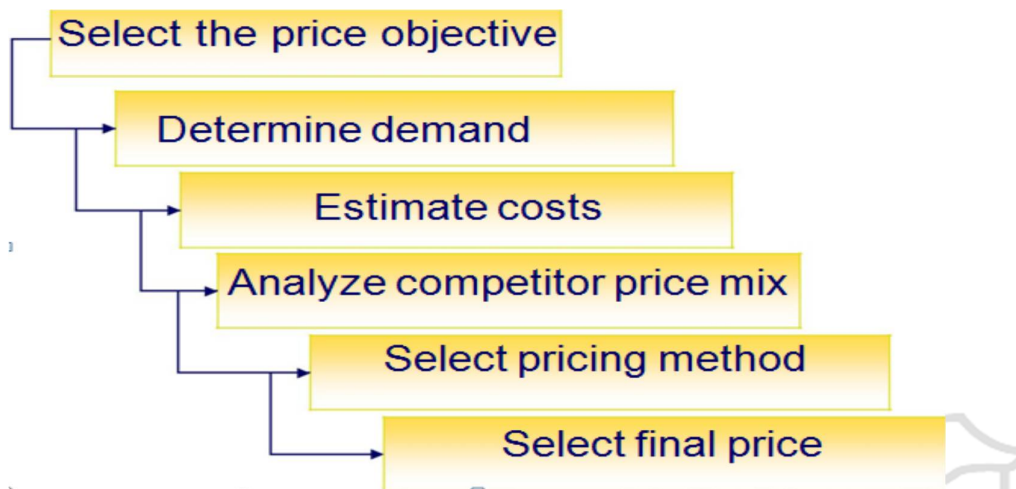 Select the price objective
Determine demand
Estimate costs
Analyze competitor price mix
Select pricing method
Select final price